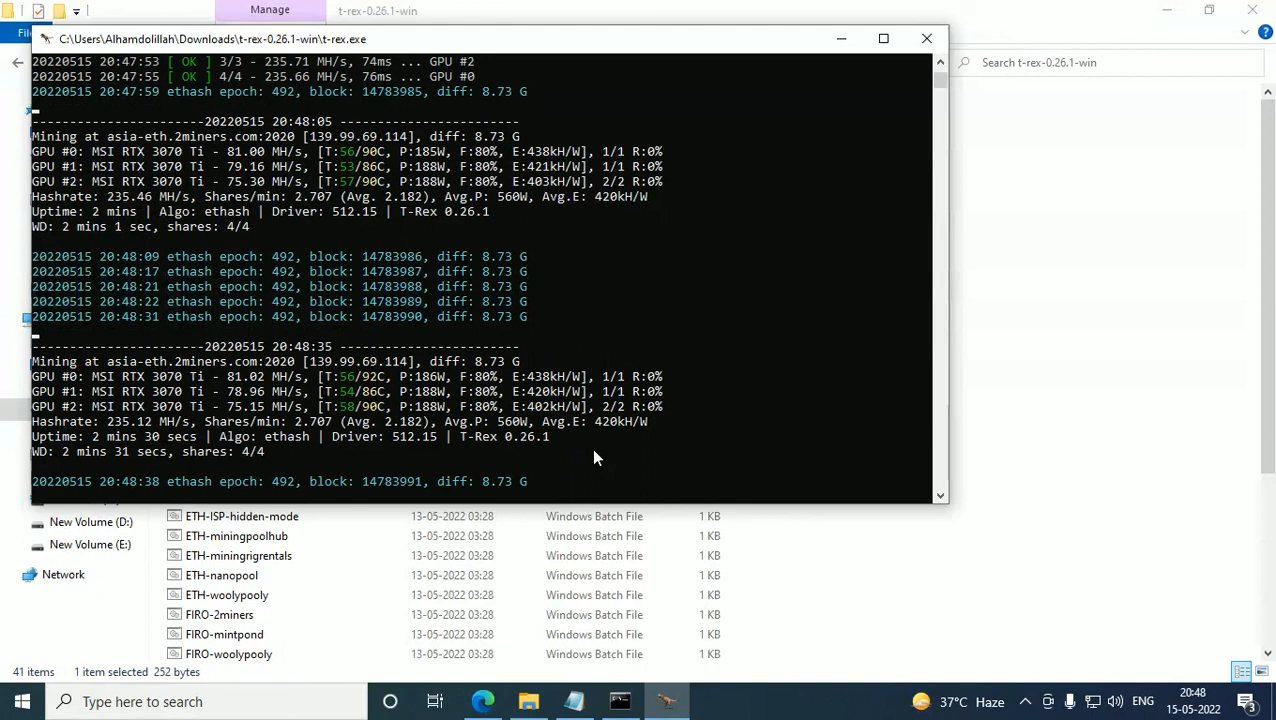 Manage
t-rex-0.26.1-win
C:\Users\Alhamdolillah\Downloads\t-rex-0.26.1-win\t-rex.exe
Search t-rex-0.26.1-win
20220515 20:47:53 [ OK ] 3/3 - 235.71 MH/s, 74ms ... GPU #2
20220515 20:47:55 [ OK ] 4/4 - 235.66 MH/s, 76ms ... GPU #0
20220515 20:47:59 ethash epoch: 492, block: 14783985, diff: 8.73 G
-----------------------20220515 20:48:05 ------------------------
Mining at asia-eth.2miners.com:2020 [139.99.69.114], diff: 8.73 G
GPU #0: MSI RTX 3070 Ti - 81.00 MH/s, [T:56/90C, P:185W, F:80%, E:438kH/W], 1/1 R:0%
GPU #1: MSI RTX 3070 Ti - 79.16 MH/s, [T:53/86C, P:188W, F:80%, E:421kH/W], 1/1 R:0%
GPU #2: MSI RTX 3070 Ti - 75.30 MH/s, [T:57/90C, P:188W, F:80%, E:403kH/W], 2/2 R:0%
Hashrate: 235.46 MH/s, Shares/min: 2.707 (Avg. 2.182), Avg.P: 560W, Avg.E: 420kH/W
Uptime: 2 mins | Algo: ethash | Driver: 512.15 | T-Rex 0.26.1
WD: 2 mins 1 sec, shares: 4/4
20220515 20:48:09 ethash epoch: 492, block: 14783986, diff: 8.73 G
20220515 20:48:17 ethash epoch: 492, block: 14783987, diff: 8.73 G
20220515 20:48:21 ethash epoch: 492, block: 14783988, diff: 8.73 G
20220515 20:48:22 ethash epoch: 492, block: 14783989, diff: 8.73 G
20220515 20:48:31 ethash epoch: 492, block: 14783990, diff: 8.73 G
-----------------------20220515 20:48:35 ------------------------
Mining at asia-eth.2miners.com:2020 [139.99.69.114], diff: 8.73 G
GPU #0: MSI RTX 3070 Ti - 81.02 MH/s, [T:56/92C, P:186W, F:80%, E:438kH/W], 1/1 R:0%
GPU #1: MSI RTX 3070 Ti - 78.96 MH/s, [T:54/86C, P:188W, F:80%, E:420kH/W], 1/1 R:0%
GPU #2: MSI RTX 3070 Ti - 75.15 MH/s, [T:58/90C, P:188W, F:80%, E:402kH/W], 2/2 R:0%
Hashrate: 235.12 MH/s, Shares/min: 2.707 (Avg. 2.182), Avg.P: 560W, Avg.E: 420kH/W
Uptime: 2 mins 30 secs | Algo: ethash | Driver: 512.15 | T-Rex 0.26.1
WD: 2 mins 31 secs, shares: 4/4
20220515 20:48:38 ethash epoch: 492, block: 14783991, diff: 8.73 G
New Volume (D:)
New Volume (E:)
Network
ETH-ISP-hidden-mode 13-05-2022 03:28 Windows Batch File 1 KB
ETH-miningpoolhub 13-05-2022 03:28 Windows Batch File 1 KB
ETH-miningrigrentals 13-05-2022 03:28 Windows Batch File 1 KB
ETH-nanopool 13-05-2022 03:28 Windows Batch File 1 KB
ETH-woolypooly 13-05-2022 03:28 Windows Batch File 1 KB
FIRO-2miners 13-05-2022 03:28 Windows Batch File 1 KB
FIRO-mintpond 13-05-2022 03:28 Windows Batch File 1 KB
FIRO-woolypooly 13-05-2022 03:28 Windows Batch File 1 KB
41 items 1 item selected 252 bytes
Type here to search
37°C Haze
ENG
20:48
15-05-2022
3